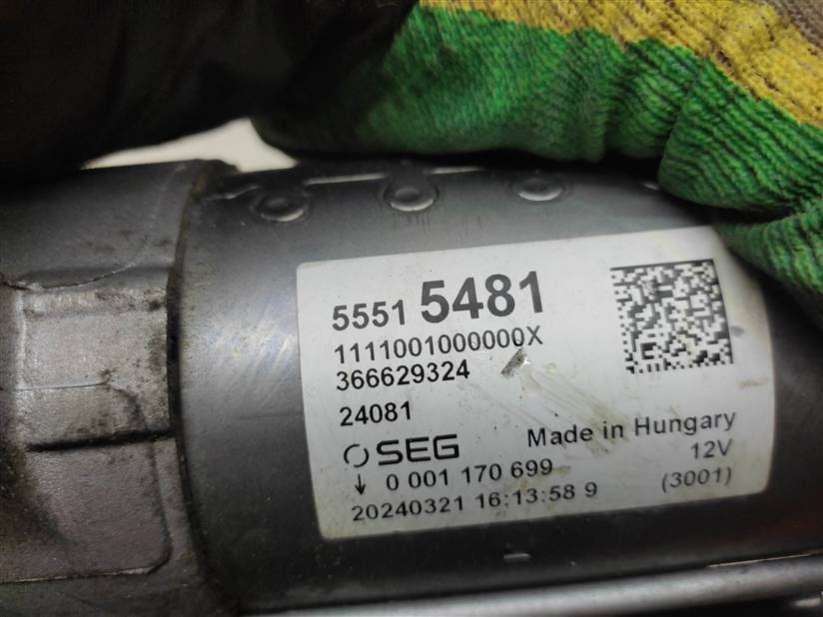 5551 5481
1111001000000X
366629324
24081
SEG Made in Hungary
↓ 0 001 170 699 12V
20240321 16:13:58 9 (3001)